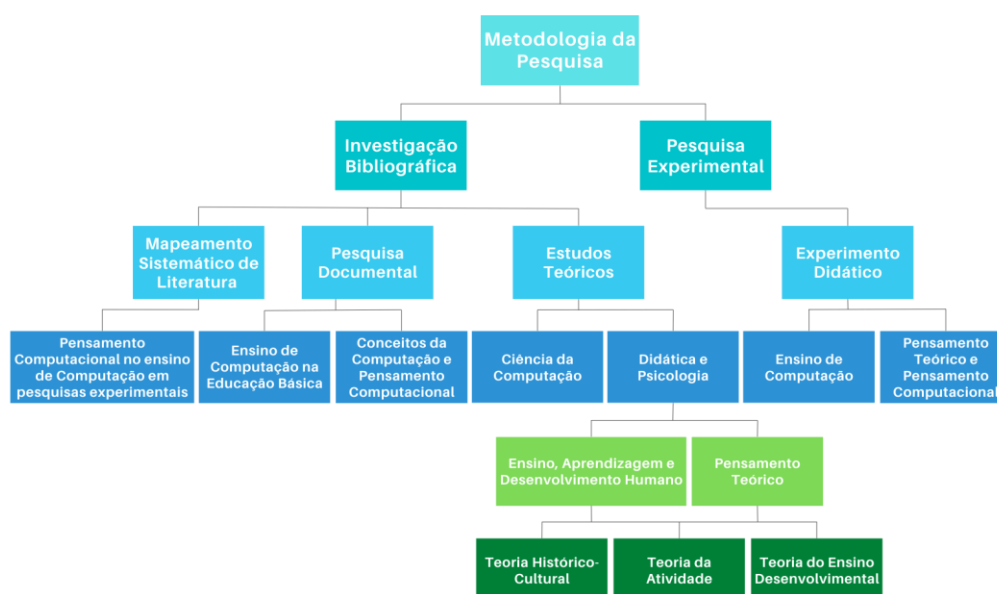 Metodologia da
Pesquisa
Investigação
Bibliográfica
Pesquisa
Experimental
Mapeamento
Sistemático de
Literatura
Pesquisa
Documental
Estudos
Teóricos
Experimento
Didático
Pensamento
Computacional no ensino
de Computação em
pesquisas experimentais
Ensino de
Computação na
Educação Básica
Conceitos da
Computação e
Pensamento
Computacional
Ciência da
Computação
Didática e
Psicologia
Ensino de
Computação
Pensamento
Teórico e
Pensamento
Computacional
Ensino, Aprendizagem e
Desenvolvimento Humano
Pensamento
Teórico
Teoria Histórico-
Cultural
Teoria da
Atividade
Teoria do Ensino
Desenvolvimental